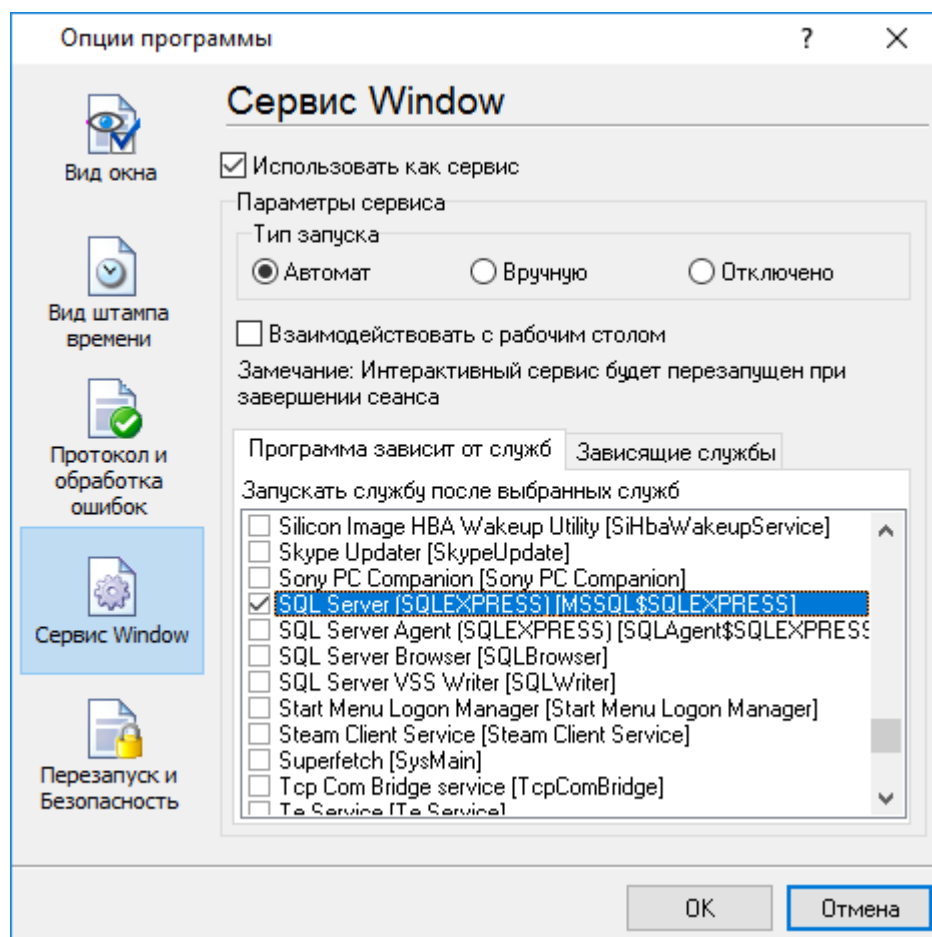 Опции программы
?
Вид окна
Вид штампа
времени
Протокол и
обработка
ошибок
Сервис Window
Перезапуск и
Безопасность
Сервис Window
Использовать как сервис
Параметры сервиса
Тип запуска
Автомат Вручную Отключено
Взаимодействовать с рабочим столом
Замечание: Интерактивный сервис будет перезапущен при
завершении сеанса
Программа зависит от служб Зависящие службы
Запускать службу после выбранных служб
Silicon Image HBA Wakeup Utility [SiHbaWakeupService]
Skype Updater [SkypeUpdate]
Sony PC Companion [Sony PC Companion]
SQL Server (SQLEXPRESS) [MSSQL$SQLEXPRESS]
SQL Server Agent (SQLEXPRESS) [SQLAgent$SQLEXPRESS
SQL Server Browser [SQLBrowser]
SQL Server VSS Writer [SQLWriter]
Start Menu Logon Manager [Start Menu Logon Manager]
Steam Client Service [Steam Client Service]
Superfetch [SysMain]
Tcp Com Bridge service [TcpComBridge]
Te.Service [Te.Service]
OK Отмена